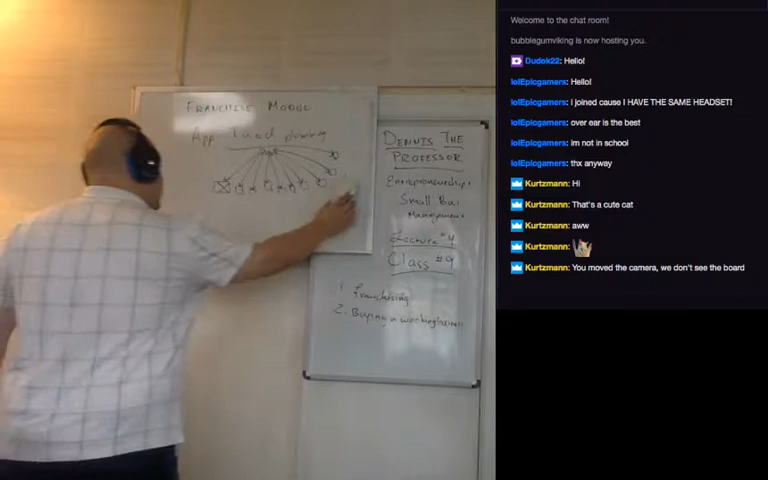 FRANCHISE MODEL
App Tued plumbing
DENNIS THE
PROFESSOR
Entrepreneurship &
Small Bus
Management
Lecture #4
Class #9
1. Franchising
2. Buying a
Welcome to the chat room!
bubblegumviking is now hosting you.
Dudok22: Hello!
lolEpicgamers: Hello!
lolEpicgamers: i joined cause I HAVE THE SAME HEADSET!
lolEpicgamers: over ear is the best
lolEpicgamers: im not in school
lolEpicgamers: thx anyway
Kurtzmann: Hi
Kurtzmann: That's a cute cat
Kurtzmann: aww
Kurtzmann:
Kurtzmann: You moved the camera, we don't see the board